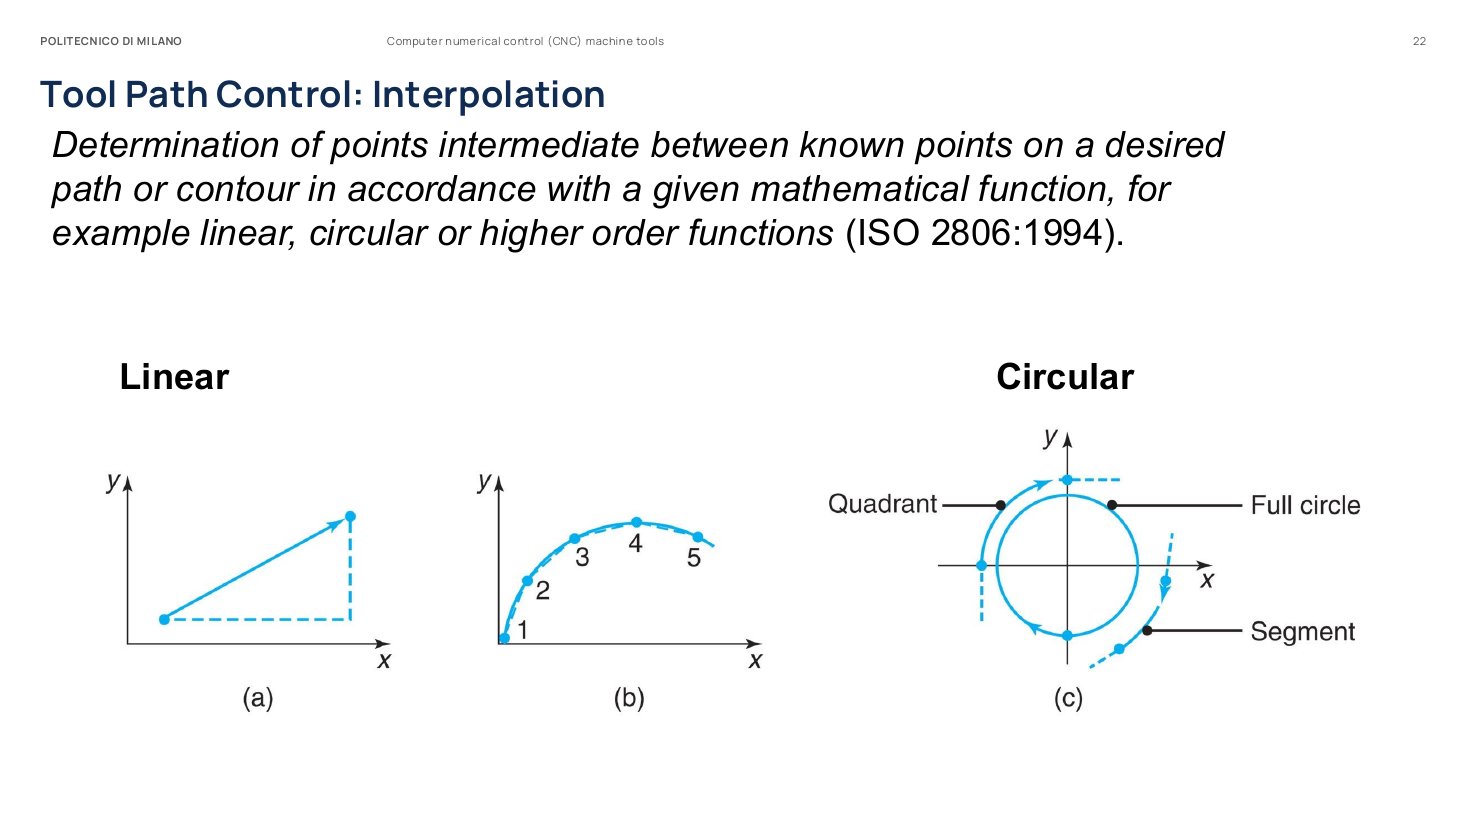 POLITECNICO DI MILANO
Computer numerical control (CNC) machine tools
22
Tool Path Control: Interpolation
Determination of points intermediate between known points on a desired
path or contour in accordance with a given mathematical function, for
example linear, circular or higher order functions (ISO 2806:1994).
Linear
Circular
y
x
(a)
y
1
2
3
4
5
x
(b)
y
Quadrant
Full circle
x
Segment
(c)